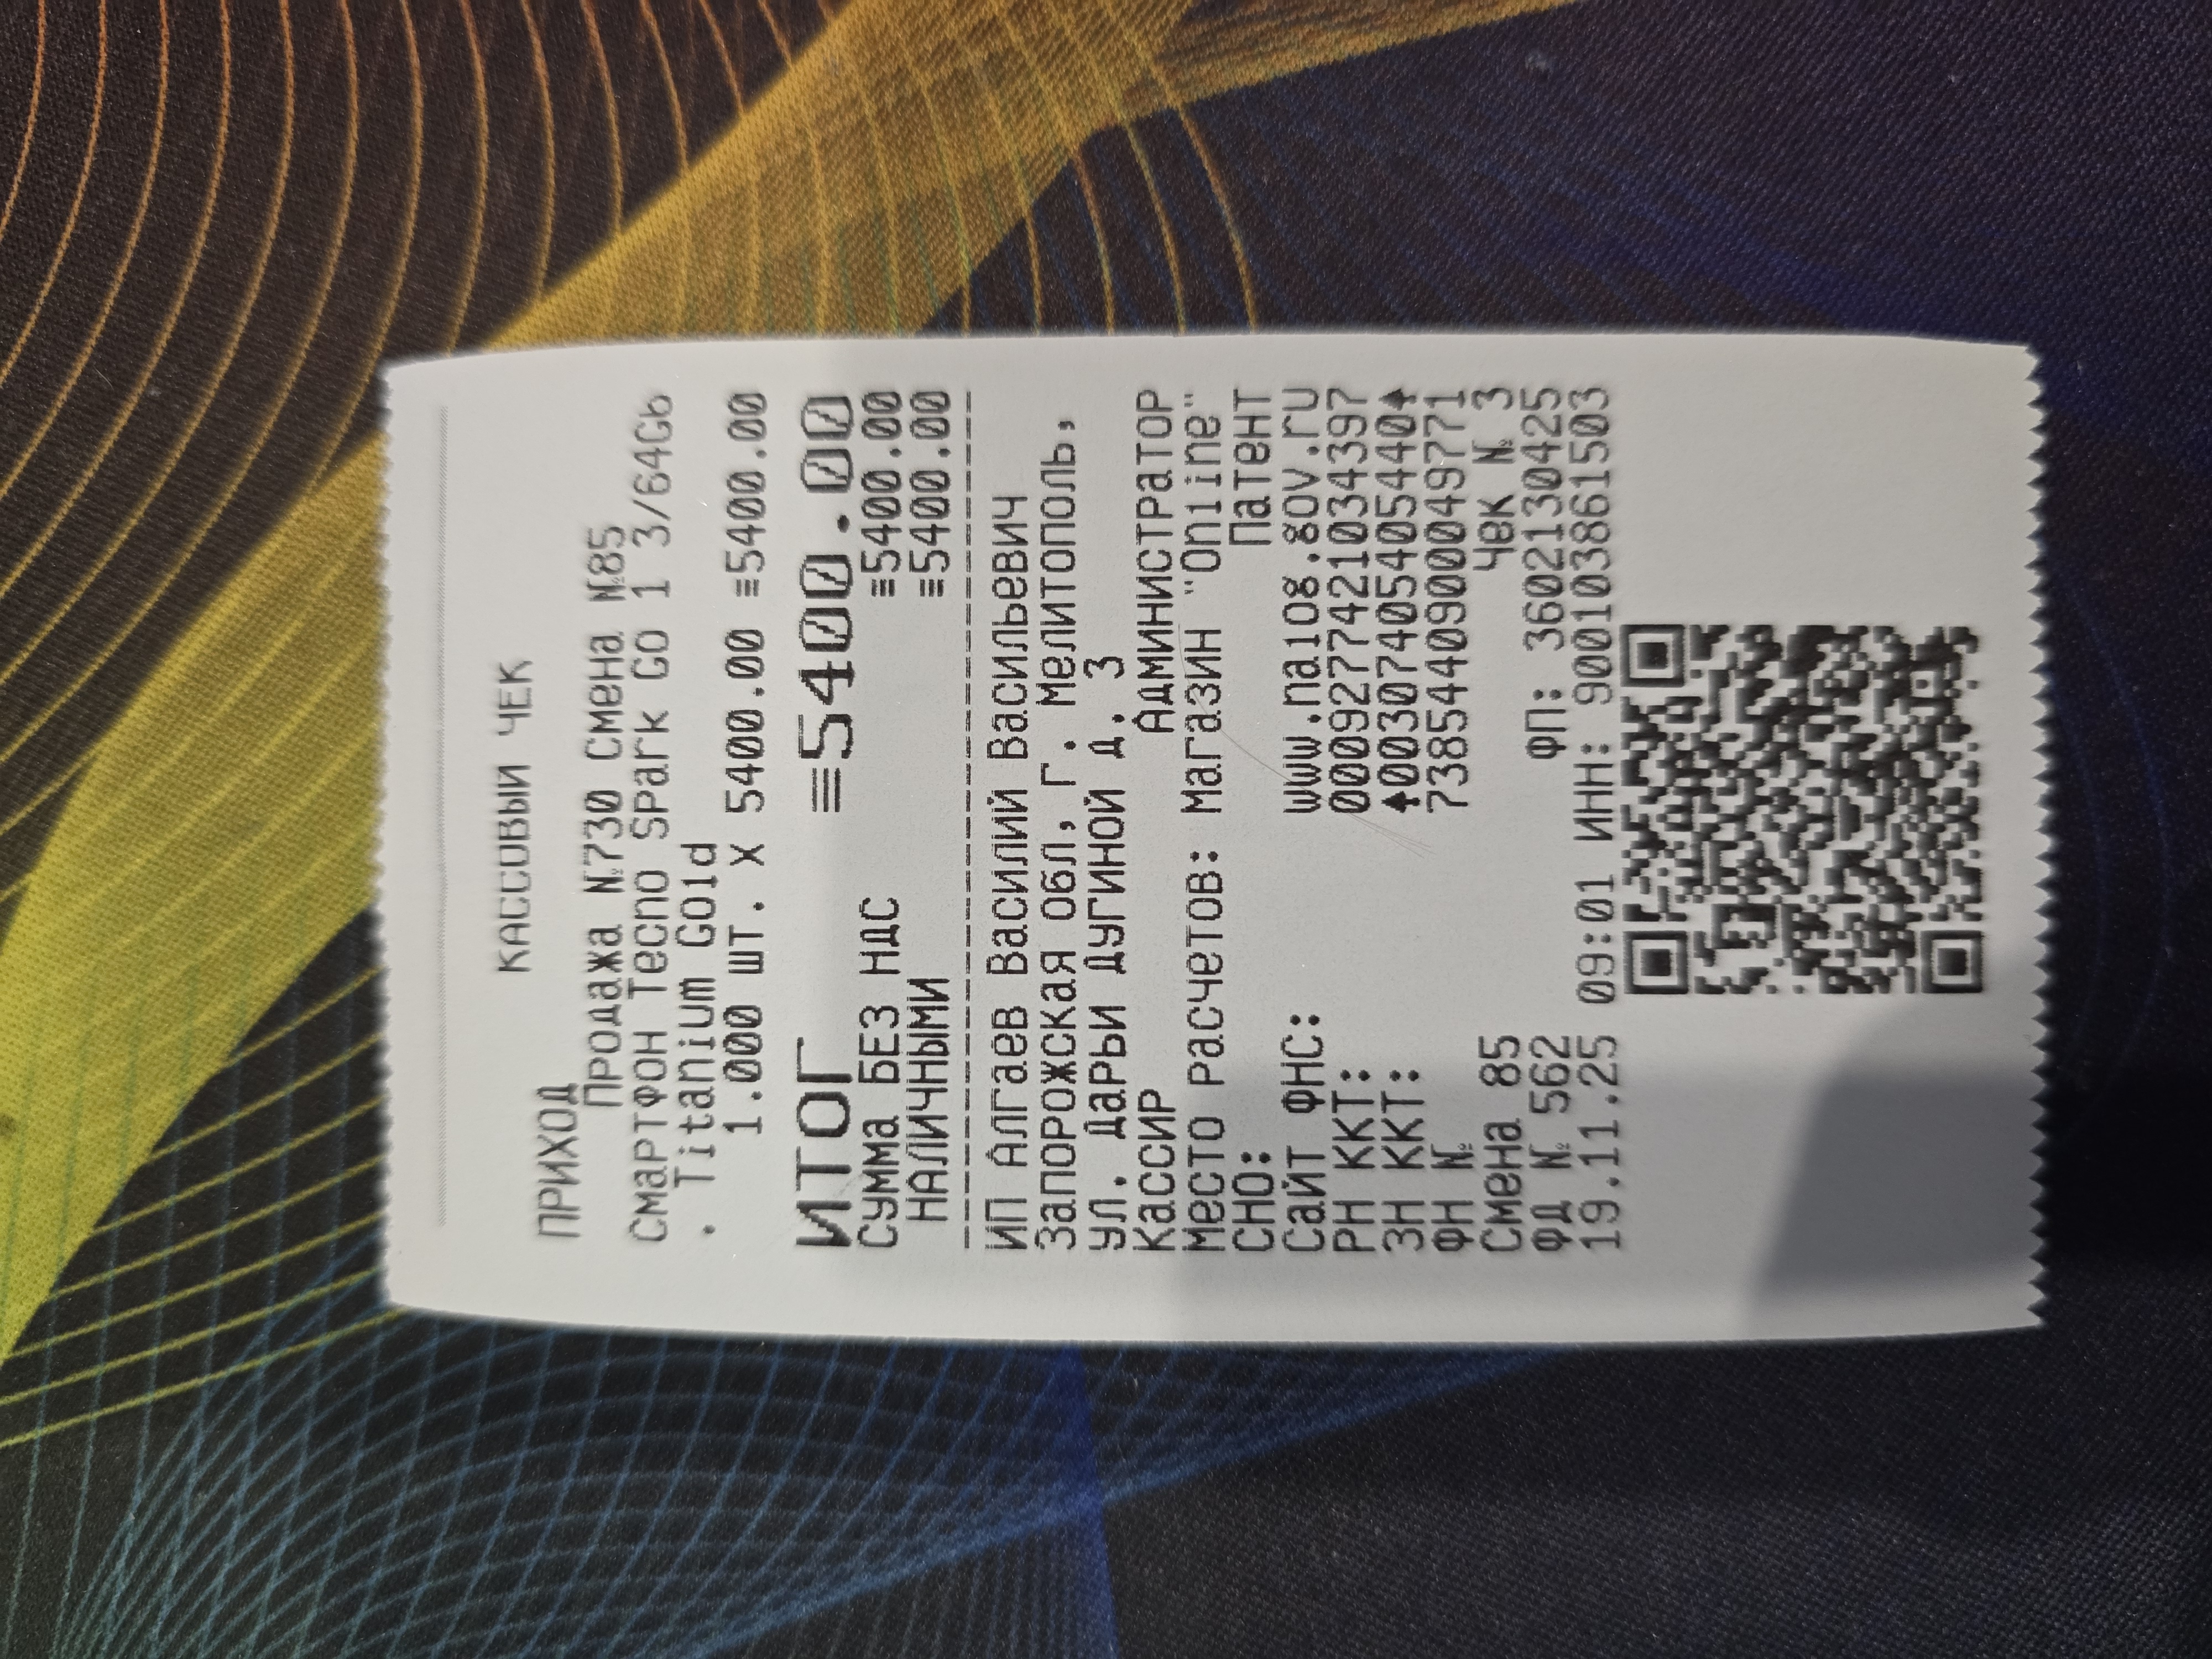 КАССОВЫЙ ЧЕК
ПРИХОД
Продажа №730 Смена №85
Смартфон Tecno Spark Go 1 3/64Gb
. Titanium Gold
1.000 шт. X 5400.00 ≡5400.00
ИТОГ ≡5400.00
СУММА БЕЗ НДС ≡5400.00
НАЛИЧНЫМИ ≡5400.00
ИП Алгаев Василий Васильевич
Запорожская обл, Г. Мелитополь,
ул. Дарьи Дугиной д. 3
Кассир Администратор
Место расчетов: Магазин "Online"
СНО: Патент
Сайт ФНС: www.nalog.gov.ru
РН ККТ: 0009277421034397
ЗН ККТ: ♠00307405405440♠
ФН № 7385440900049771
Смена 85 Чек № 3
ФД № 562 ФП: 3602130425
19.11.25 09:01 ИНН: 900103861503